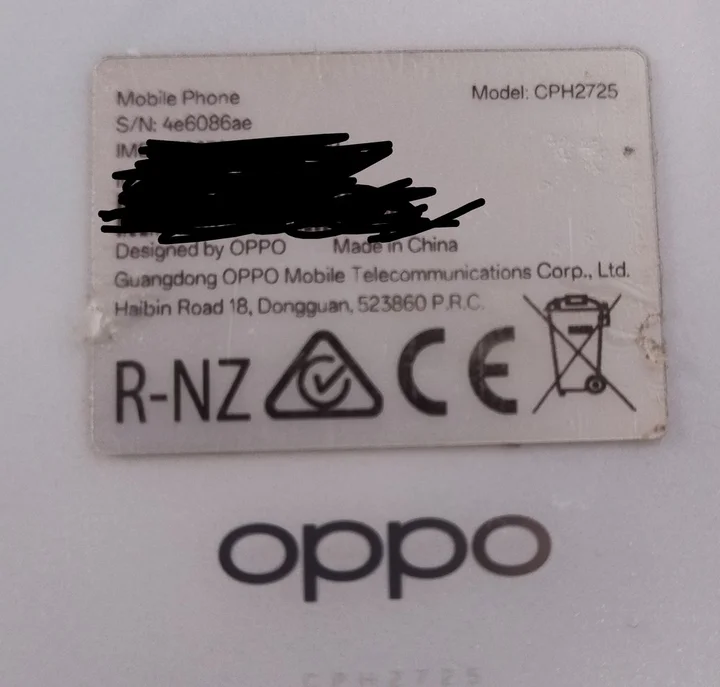 Mobile Phone
Model: CPH2725
S/N: 4e6086ae
Designed by OPPO Made in China
Guangdong OPPO Mobile Telecommunications Corp., Ltd.
Haibin Road 18, Dongguan, 523860 P.R.C.
R-NZ CE
oppo
CPH2725